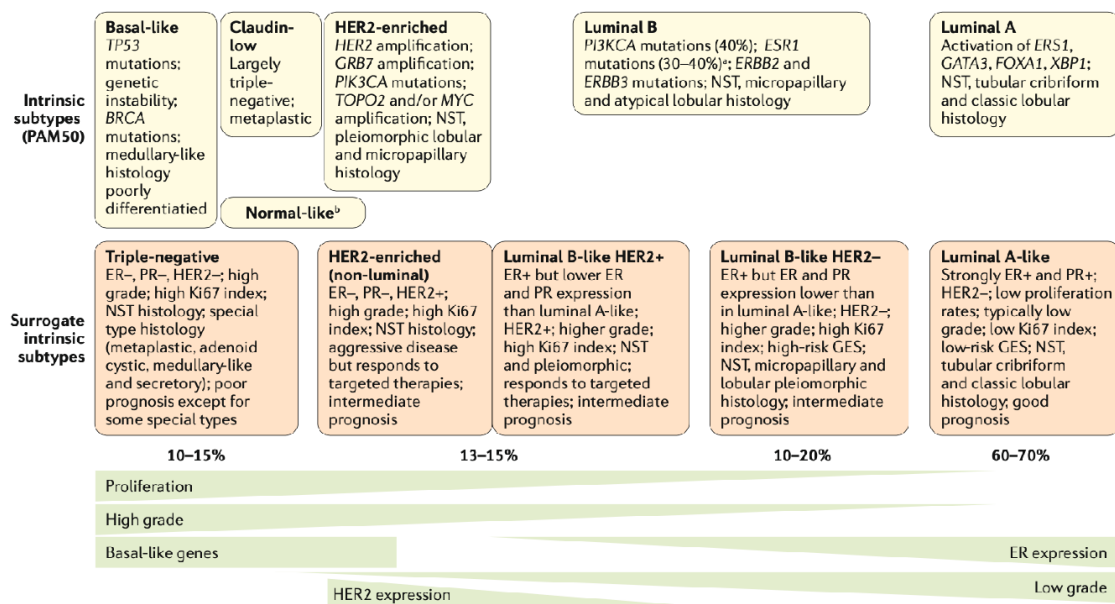 Intrinsic
subtypes
(PAM50)
Basal-like
TP53
mutations;
genetic
instability;
BRCA
mutations;
medullary-like
histology
poorly
differentiatied
Claudin-
low
Largely
triple-
negative;
metaplastic
HER2-enriched
HER2 amplification;
GRB7 amplification;
PIK3CA mutations;
TOPO2 and/or MYC
amplification; NST,
pleiomorphic lobular
and micropapillary
histology
Normal-likeᵇ
Luminal B
PI3KCA mutations (40%); ESR1
mutations (30–40%)ᵃ; ERBB2 and
ERBB3 mutations; NST, micropapillary
and atypical lobular histology
Luminal A
Activation of ERS1,
GATA3, FOXA1, XBP1;
NST, tubular cribriform
and classic lobular
histology
Surrogate
intrinsic
subtypes
Triple-negative
ER–, PR–, HER2–; high
grade; high Ki67 index;
NST histology; special
type histology
(metaplastic, adenoid
cystic, medullary-like
and secretory); poor
prognosis except for
some special types
HER2-enriched
(non-luminal)
ER–, PR–, HER2+;
high grade; high Ki67
index; NST histology;
aggressive disease
but responds to
targeted therapies;
intermediate
prognosis
Luminal B-like HER2+
ER+ but lower ER
and PR expression
than luminal A-like;
HER2+; higher grade;
high Ki67 index; NST
and pleiomorphic;
responds to targeted
therapies; intermediate
prognosis
Luminal B-like HER2–
ER+ but ER and PR
expression lower than
in luminal A-like; HER2–;
higher grade; high Ki67
index; high-risk GES;
NST, micropapillary and
lobular pleiomorphic
histology; intermediate
prognosis
Luminal A-like
Strongly ER+ and PR+;
HER2–; low proliferation
rates; typically low
grade; low Ki67 index;
low-risk GES; NST,
tubular cribriform
and classic lobular
histology; good
prognosis
10–15%
13–15%
10–20%
60–70%
Proliferation
High grade
Basal-like genes
ER expression
Low grade
HER2 expression